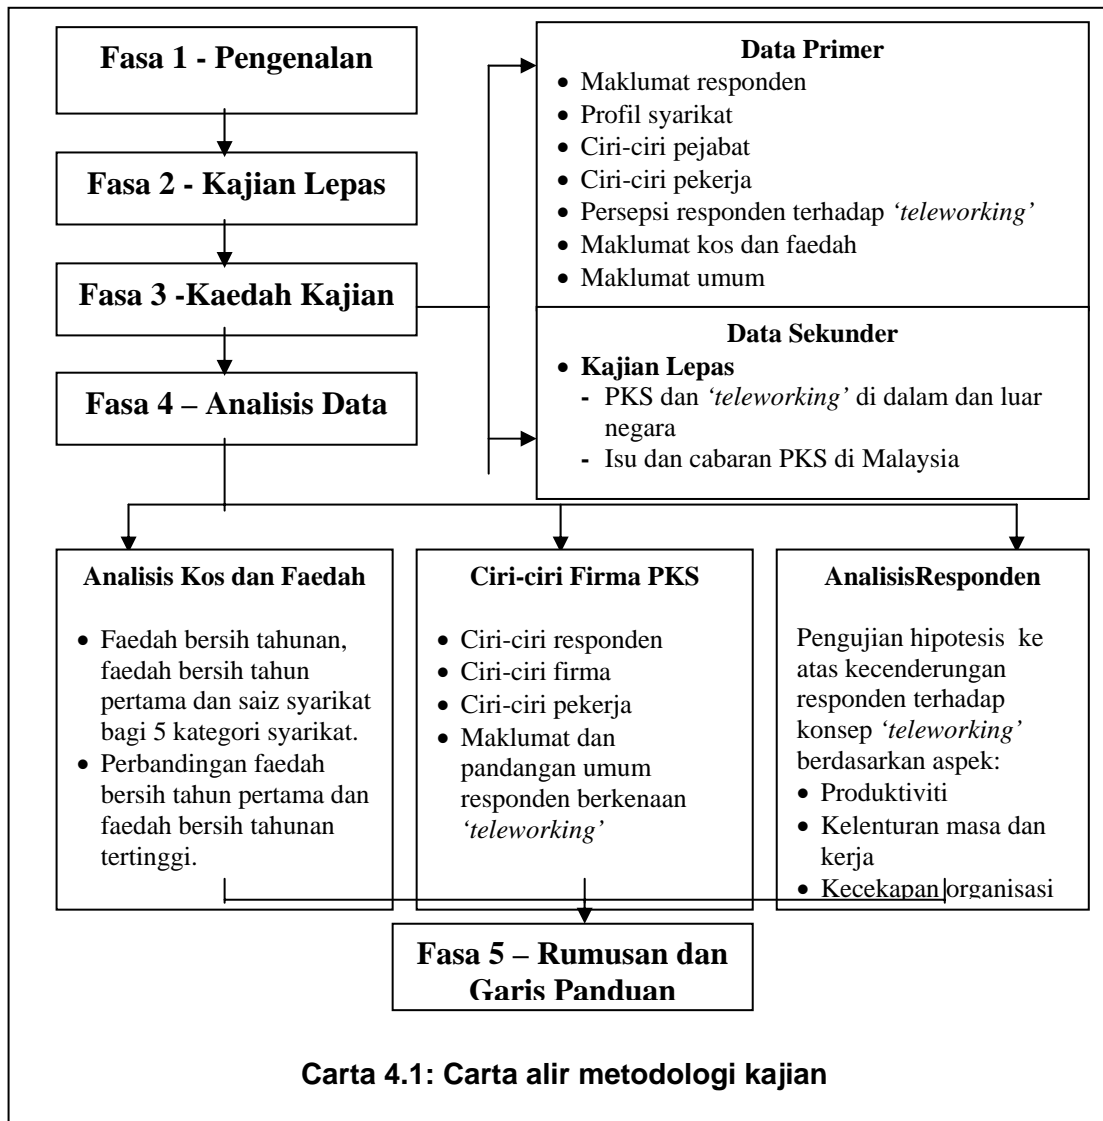 Fasa 1 - Pengenalan
Fasa 2 - Kajian Lepas
Fasa 3 -Kaedah Kajian
Fasa 4 – Analisis Data
Data Primer
• Maklumat responden
• Profil syarikat
• Ciri-ciri pejabat
• Ciri-ciri pekerja
• Persepsi responden terhadap ‘teleworking’
• Maklumat kos dan faedah
• Maklumat umum
Data Sekunder
• Kajian Lepas
- PKS dan ‘teleworking’ di dalam dan luar
negara
- Isu dan cabaran PKS di Malaysia
Analisis Kos dan Faedah
• Faedah bersih tahunan,
faedah bersih tahun
pertama dan saiz syarikat
bagi 5 kategori syarikat.
• Perbandingan faedah
bersih tahun pertama dan
faedah bersih tahunan
tertinggi.
Ciri-ciri Firma PKS
• Ciri-ciri responden
• Ciri-ciri firma
• Ciri-ciri pekerja
• Maklumat dan
pandangan umum
responden berkenaan
‘teleworking’
AnalisisResponden
Pengujian hipotesis ke
atas kecenderungan
responden terhadap
konsep ‘teleworking’
berdasarkan aspek:
• Produktiviti
• Kelenturan masa dan
kerja
• Kecekapan organisasi
Fasa 5 – Rumusan dan
Garis Panduan
Carta 4.1: Carta alir metodologi kajian